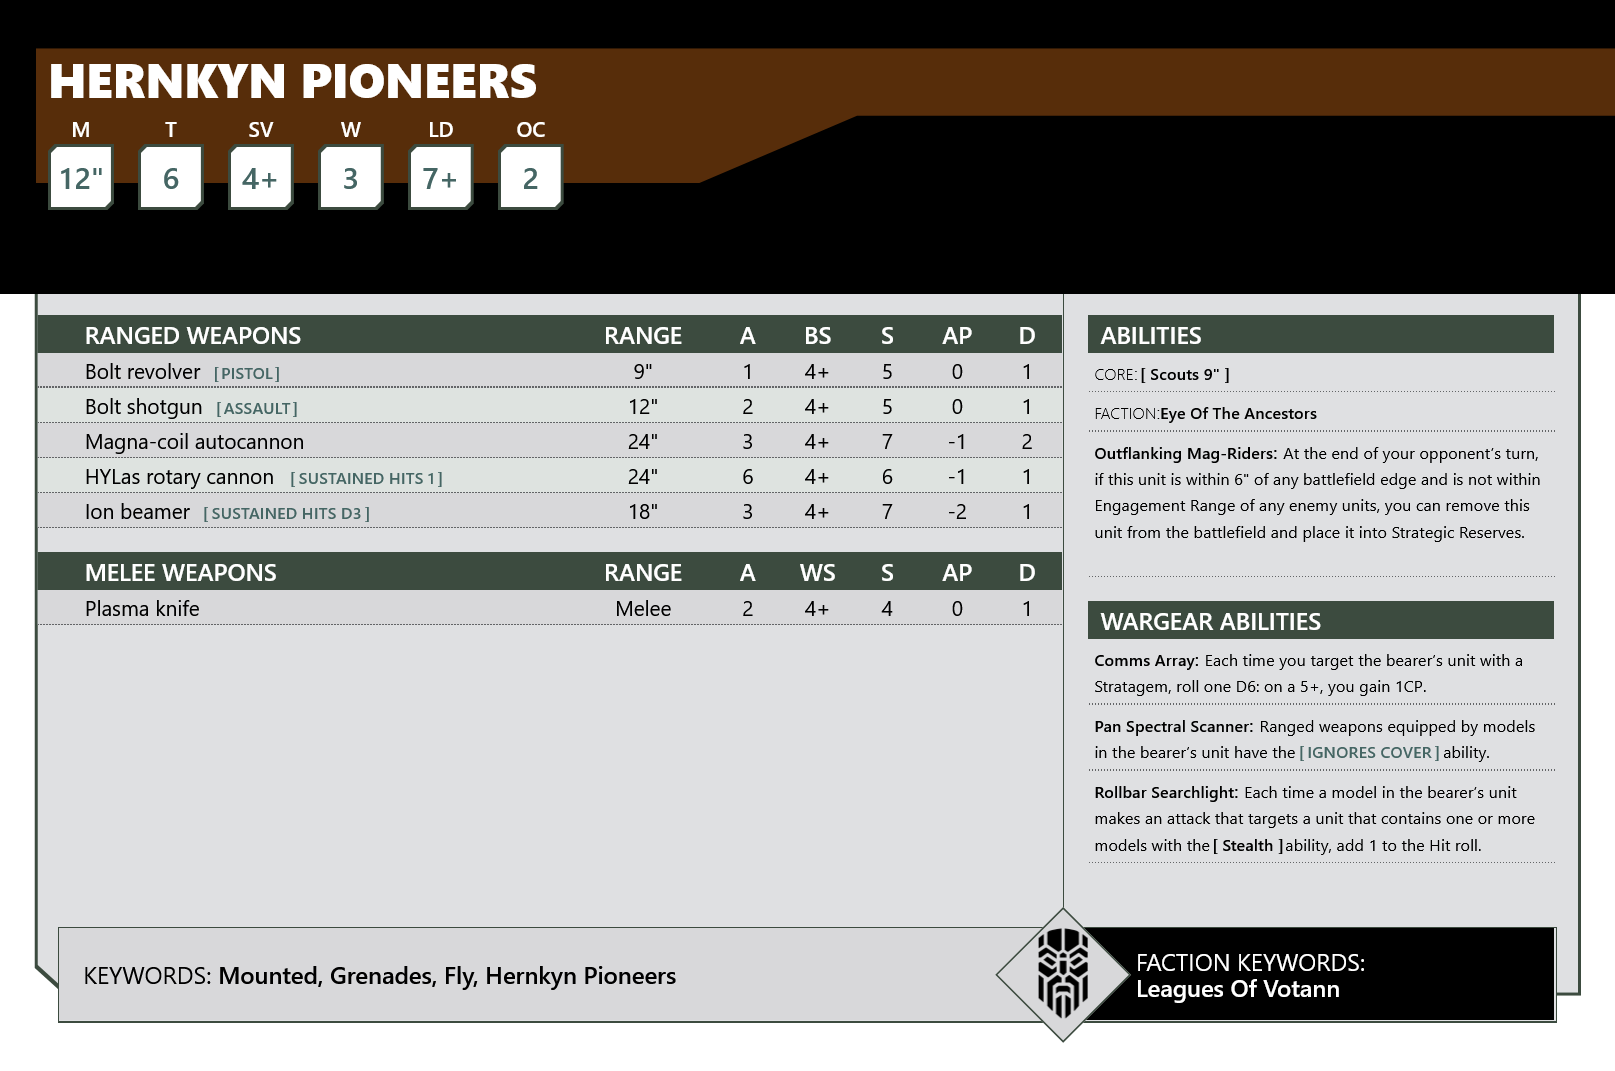 HERNKYN PIONEERS
M T SV W LD OC
12" 6 4+ 3 7+ 2
RANGED WEAPONS RANGE A BS S AP D
Bolt revolver [PISTOL] 9" 1 4+ 5 0 1
Bolt shotgun [ASSAULT] 12" 2 4+ 5 0 1
Magna-coil autocannon 24" 3 4+ 7 -1 2
HYLas rotary cannon [SUSTAINED HITS 1] 24" 6 4+ 6 -1 1
Ion beamer [SUSTAINED HITS D3] 18" 3 4+ 7 -2 1
MELEE WEAPONS RANGE A WS S AP D
Plasma knife Melee 2 4+ 4 0 1
ABILITIES
CORE: [ Scouts 9" ]
FACTION:Eye Of The Ancestors
Outflanking Mag-Riders: At the end of your opponent's turn,
if this unit is within 6" of any battlefield edge and is not within
Engagement Range of any enemy units, you can remove this
unit from the battlefield and place it into Strategic Reserves.
WARGEAR ABILITIES
Comms Array: Each time you target the bearer's unit with a
Stratagem, roll one D6: on a 5+, you gain 1CP.
Pan Spectral Scanner: Ranged weapons equipped by models
in the bearer's unit have the [IGNORES COVER] ability.
Rollbar Searchlight: Each time a model in the bearer's unit
makes an attack that targets a unit that contains one or more
models with the [ Stealth ]ability, add 1 to the Hit roll.
KEYWORDS: Mounted, Grenades, Fly, Hernkyn Pioneers
FACTION KEYWORDS:
Leagues Of Votann